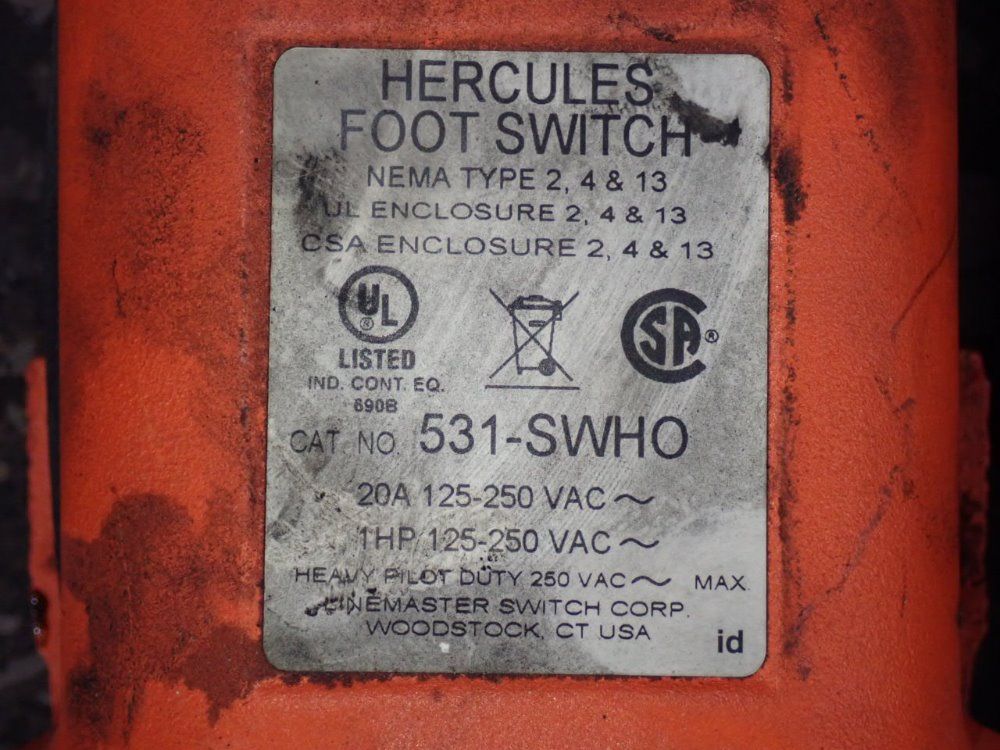 HERCULES
FOOT SWITCH
NEMA TYPE 2, 4 & 13
UL ENCLOSURE 2, 4 & 13
CSA ENCLOSURE 2, 4 & 13
UL ®
LISTED
IND. CONT. EQ.
690B
CSA ®
CAT. NO. 531-SWHO
20A 125-250 VAC ~
1HP 125-250 VAC ~
HEAVY PILOT DUTY 250 VAC ~ MAX.
LINEMASTER SWITCH CORP.
WOODSTOCK, CT USA
id